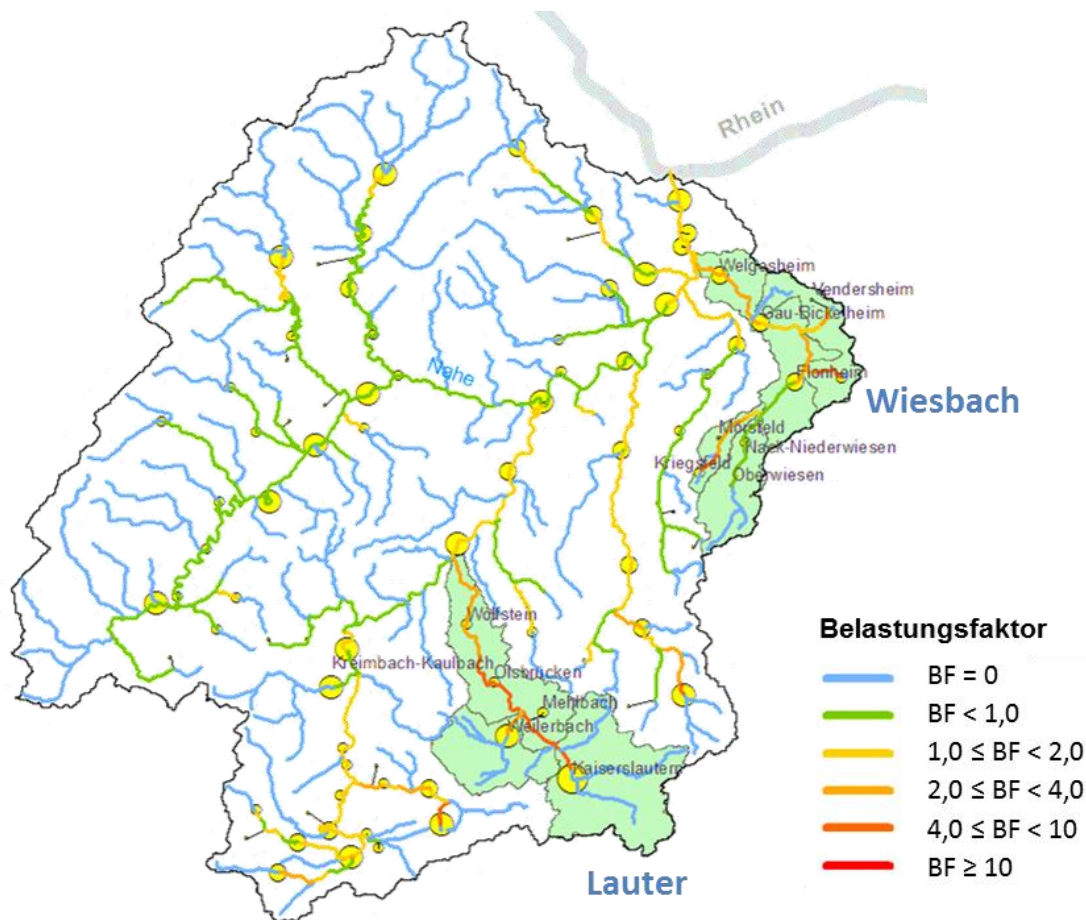 Rhein
Welgesheim
Vendersheim
Gau-Bickelheim
Nahe
Flonheim
Wiesbach
Morsfeld
Nack-Niederwiesen
Kriegsfeld
Oberwiesen
Wolfstein
Kreimbach-Kaulbach
Olsbrücken
Mehlbach
Weilerbach
Kaiserslautern
Lauter
Belastungsfaktor
BF = 0
BF < 1,0
1,0 ≤ BF < 2,0
2,0 ≤ BF < 4,0
4,0 ≤ BF < 10
BF ≥ 10